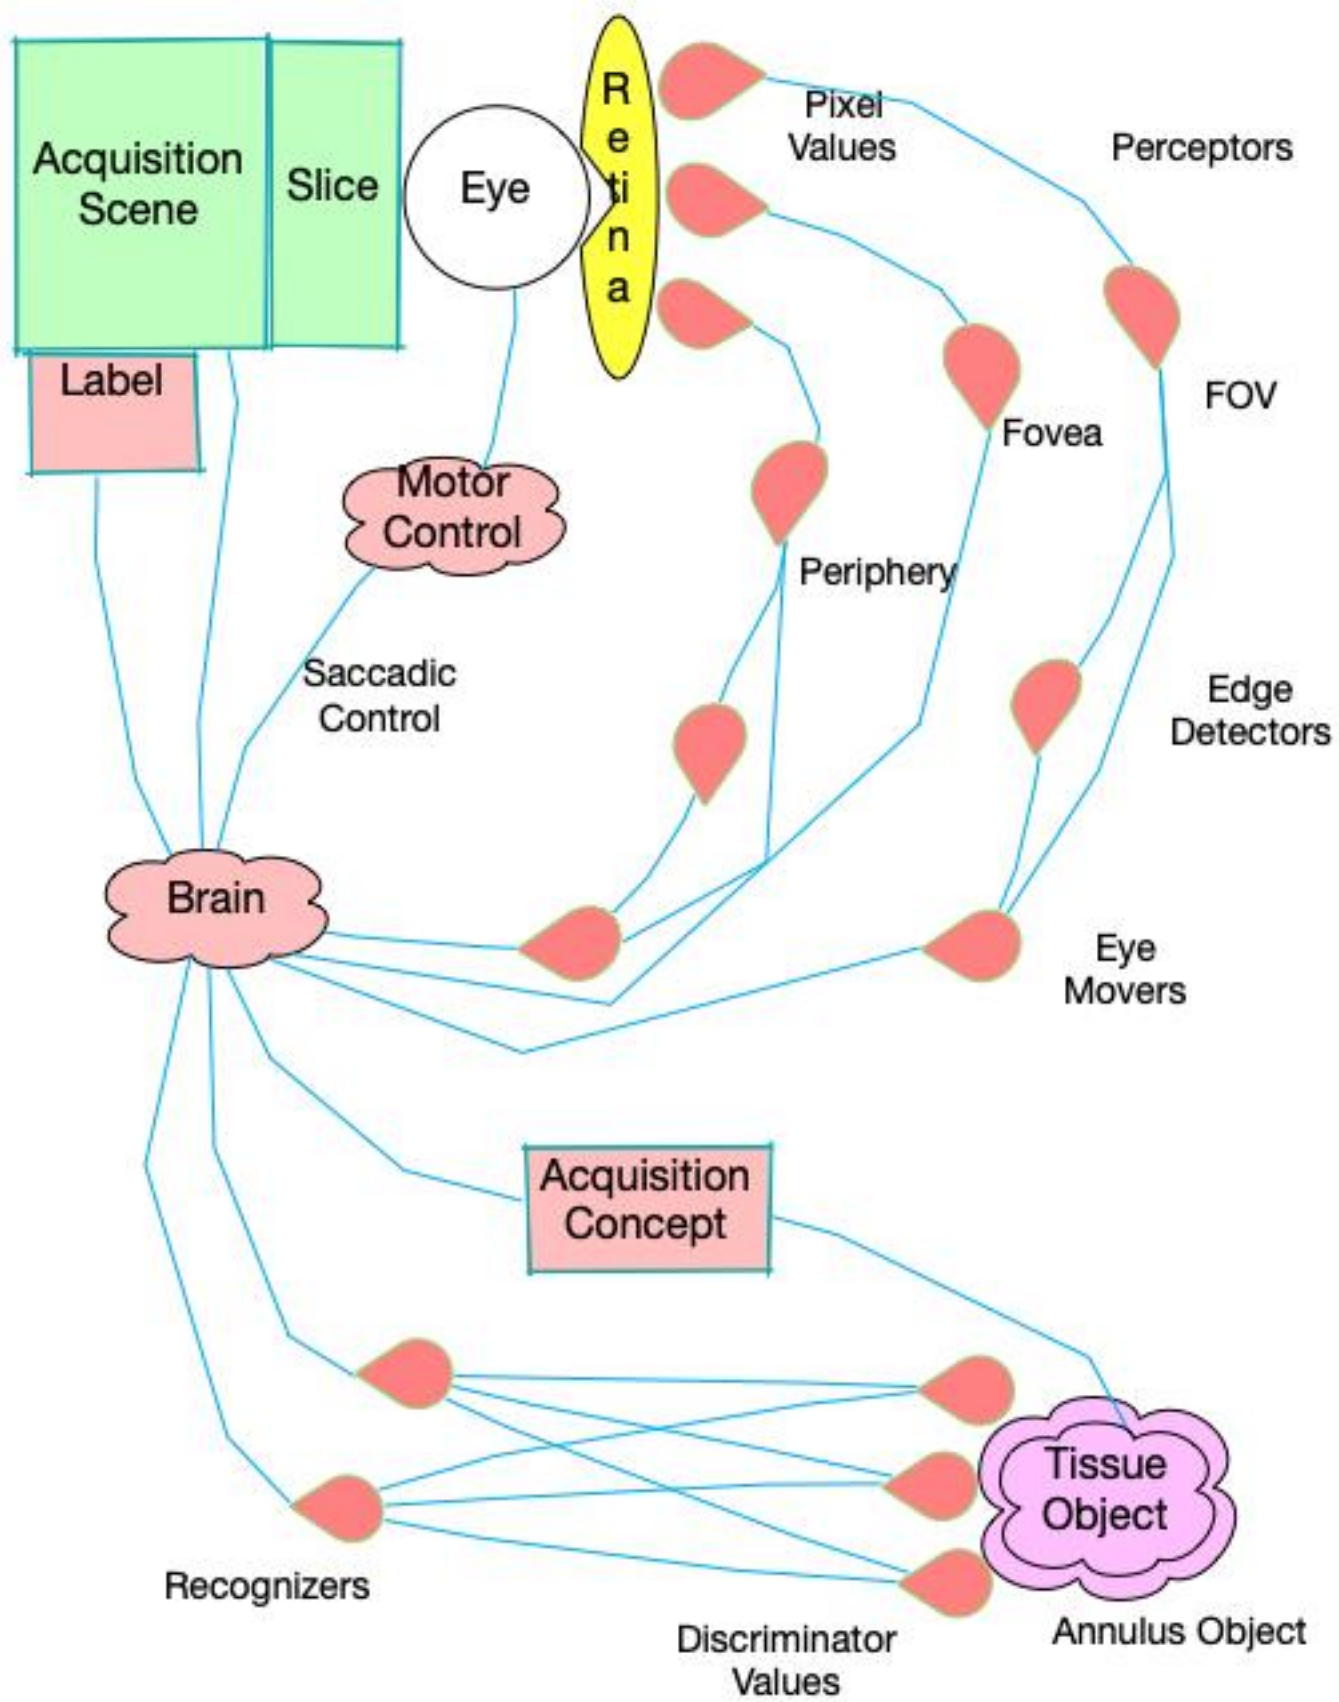 Acquisition
Scene
Slice
Eye
Retina
Pixel
Values
Perceptors
Label
FOV
Fovea
Motor
Control
Periphery
Saccadic
Control
Edge
Detectors
Brain
Eye
Movers
Acquisition
Concept
Tissue
Object
Recognizers
Annulus Object
Discriminator
Values